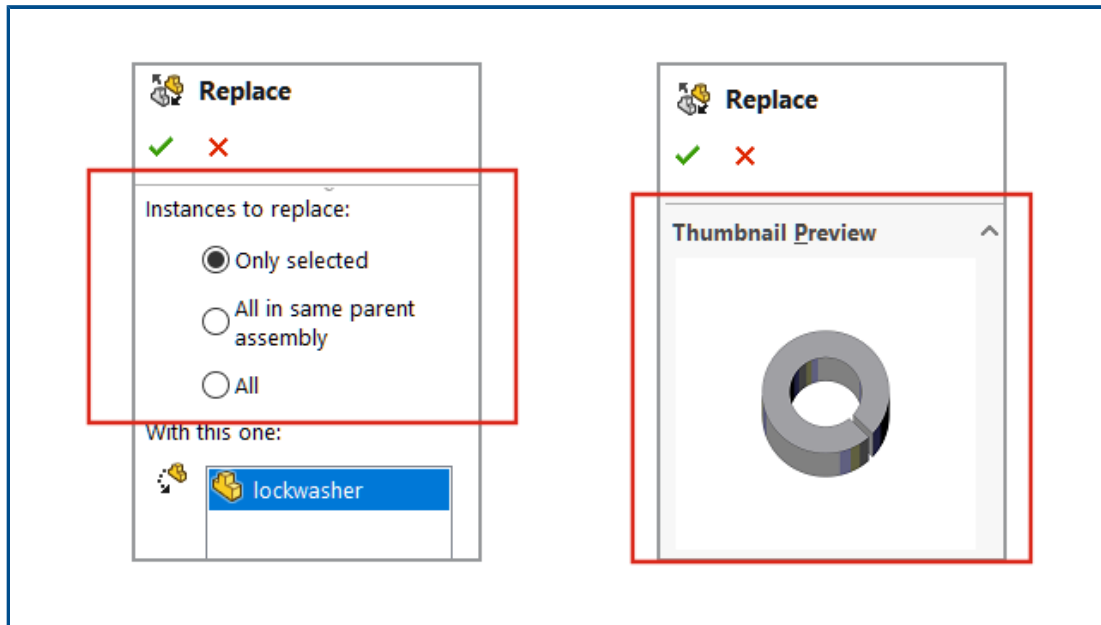 Replace
Instances to replace:
Only selected
All in same parent
assembly
All
With this one:
lockwasher
Replace
Thumbnail Preview